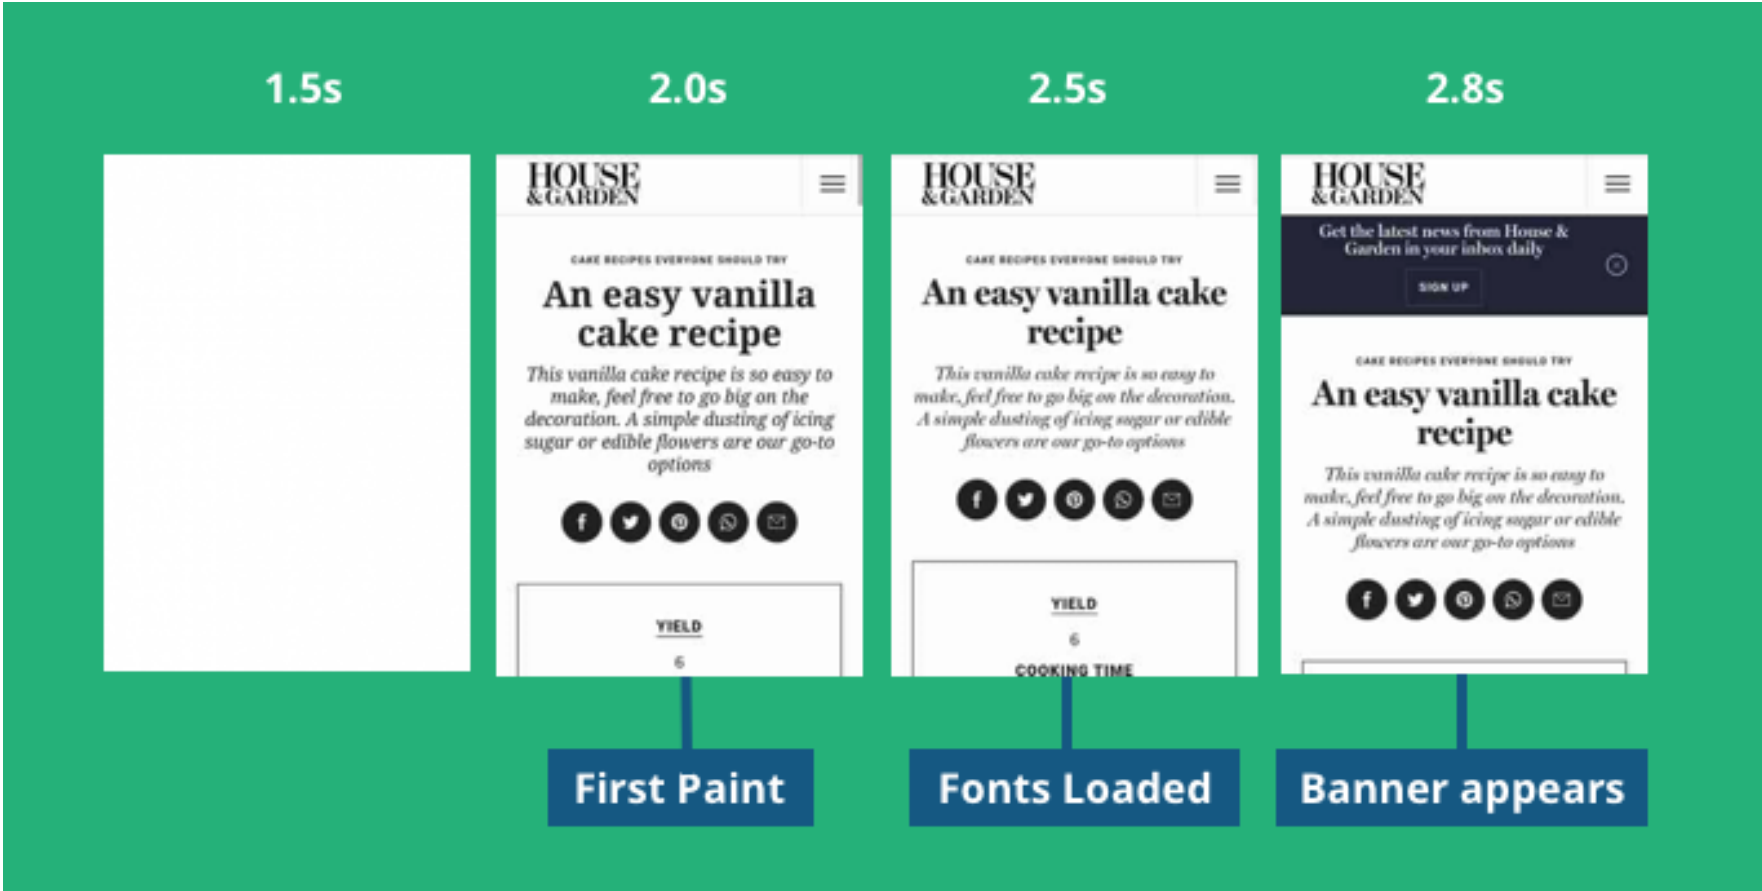 1.5s
2.0s
2.5s
2.8s
HOUSE
& GARDEN
CAKE RECIPES EVERYONE SHOULD TRY
An easy vanilla
cake recipe
This vanilla cake recipe is so easy to
make, feel free to go big on the
decoration. A simple dusting of icing
sugar or edible flowers are our go-to
options
YIELD
6
First Paint
HOUSE
& GARDEN
CAKE RECIPES EVERYONE SHOULD TRY
An easy vanilla cake
recipe
This vanilla cake recipe is so easy to
make, feel free to go big on the decoration.
A simple dusting of icing sugar or edible
flowers are our go-to options
YIELD
6
COOKING TIME
Fonts Loaded
HOUSE
& GARDEN
Get the latest news from House &
Garden in your inbox daily
SIGN UP
CAKE RECIPES EVERYONE SHOULD TRY
An easy vanilla cake
recipe
This vanilla cake recipe is so easy to
make, feel free to go big on the decoration.
A simple dusting of icing sugar or edible
flowers are our go-to options
Banner appears